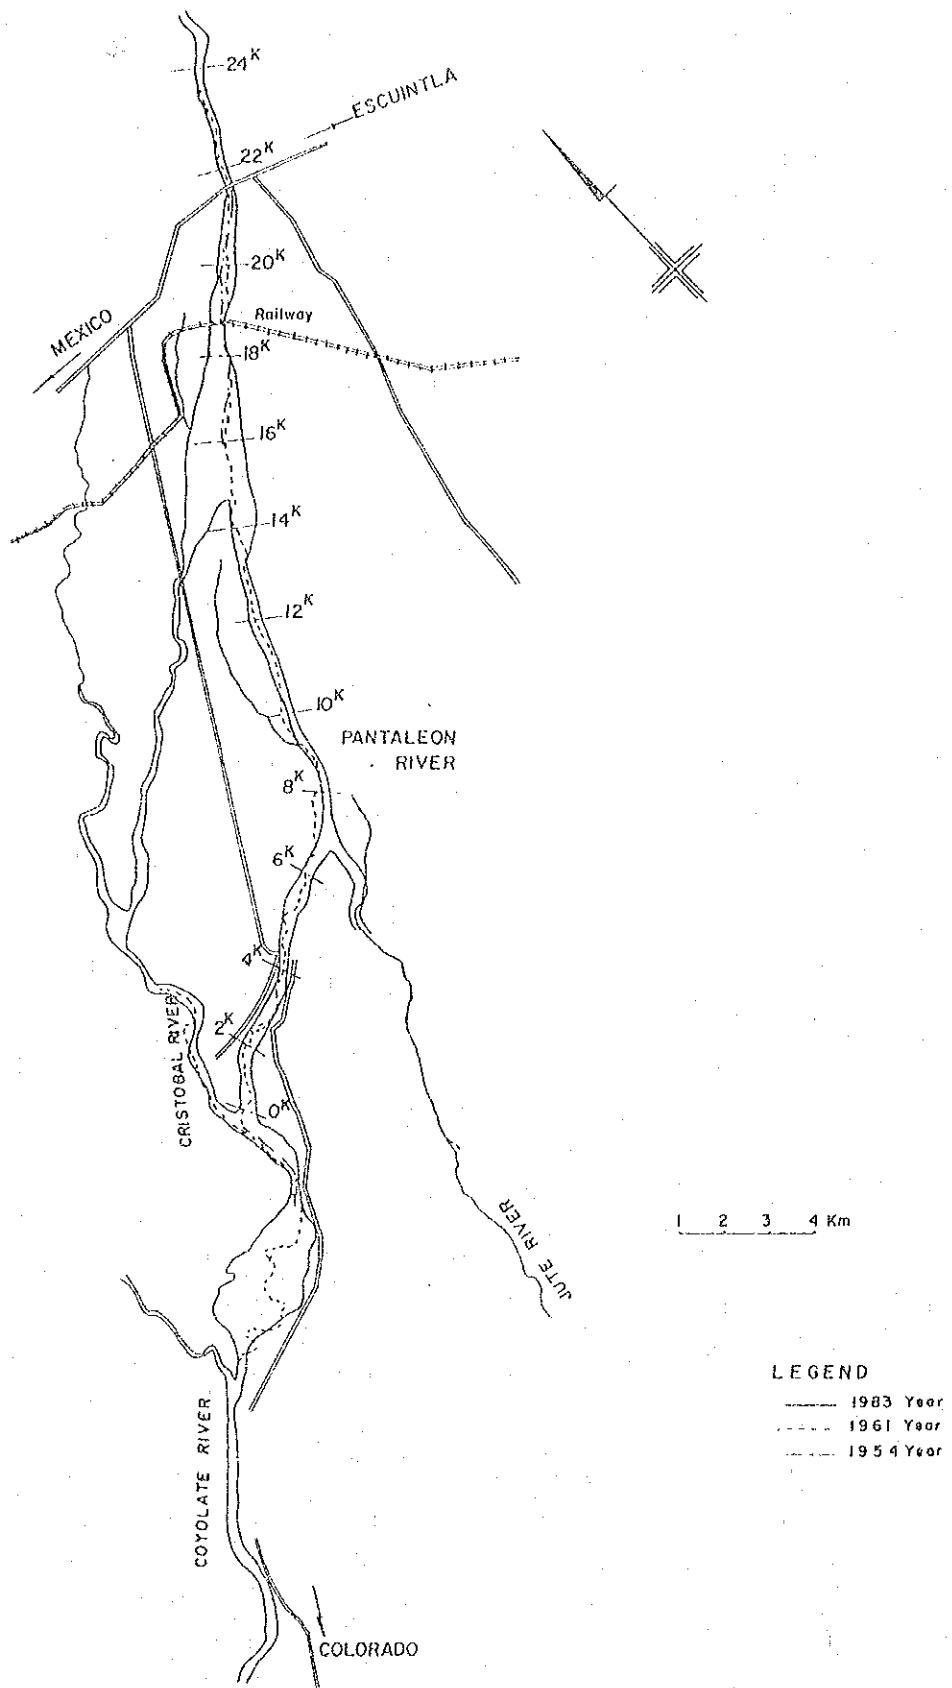 24K
ESCUINTLA
22K
20K
Railway
MEXICO
18K
16K
14K
12K
10K
PANTALEON
RIVER
8K
6K
4K
2K
CRISTOBAL RIVER
0K
JUTE RIVER
1 2 3 4 Km
LEGEND
1983 Year
1961 Year
1954 Year
COYOLATE RIVER
COLORADO